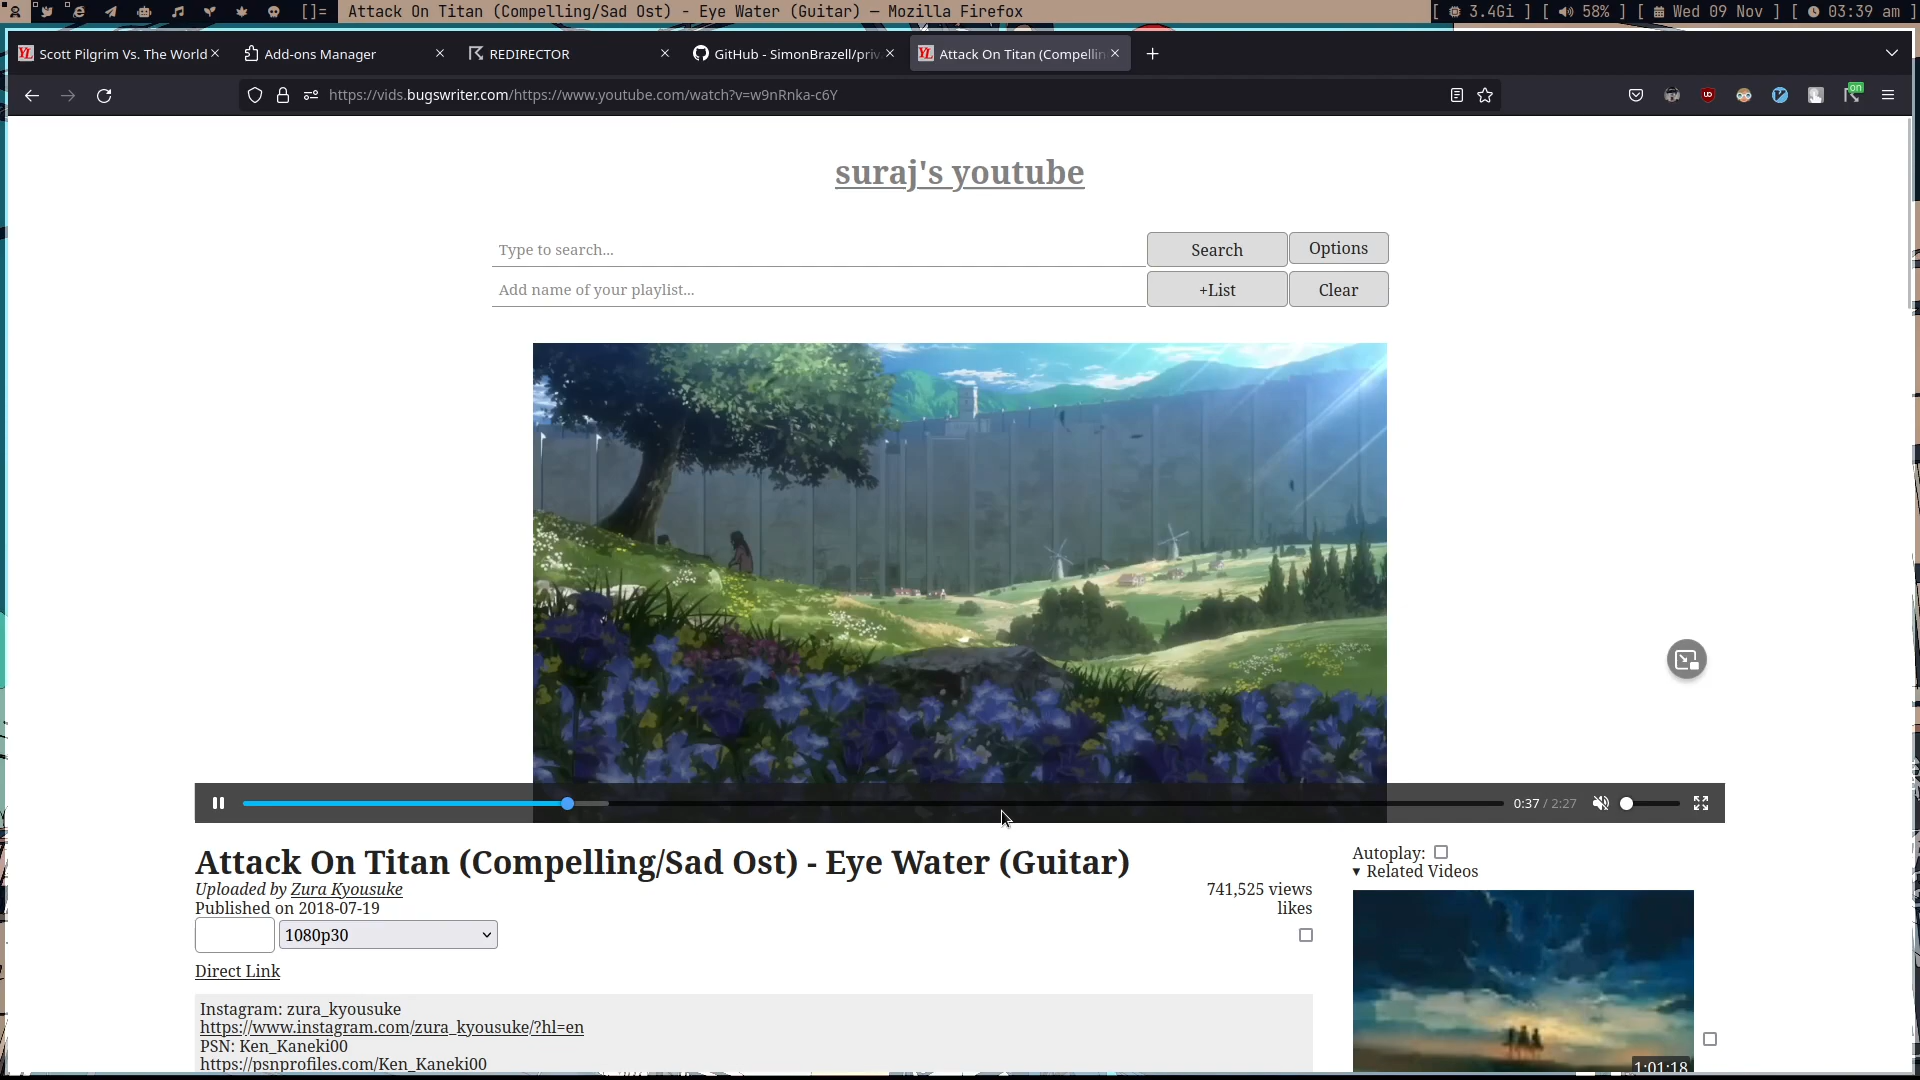 []= Attack On Titan (Compelling/Sad Ost) - Eye Water (Guitar) — Mozilla Firefox [ 3.4Gi ] [ 58% ] [ Wed 09 Nov ] [ 03:39 am ]
Scott Pilgrim Vs. The World Add-ons Manager REDIRECTOR GitHub - SimonBrazell/priv Attack On Titan (Compellin
https://vids.bugswriter.com/https://www.youtube.com/watch?v=w9nRnka-c6Y on
suraj's youtube
Type to search... Search Options
Add name of your playlist... +List Clear
0:37 / 2:27
Attack On Titan (Compelling/Sad Ost) - Eye Water (Guitar)
Uploaded by Zura Kyousuke
Published on 2018-07-19
741,525 views
likes
1080p30
Direct Link
Instagram: zura_kyousuke
https://www.instagram.com/zura_kyousuke/?hl=en
PSN: Ken_Kaneki00
https://psnprofiles.com/Ken_Kaneki00
Autoplay:
▾ Related Videos
1:01:18